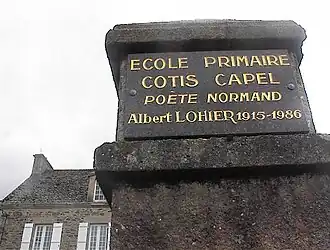 ECOLE PRIMAIRE
COTIS CAPEL
POÈTE NORMAND
Albert LOHIER 1915-1986